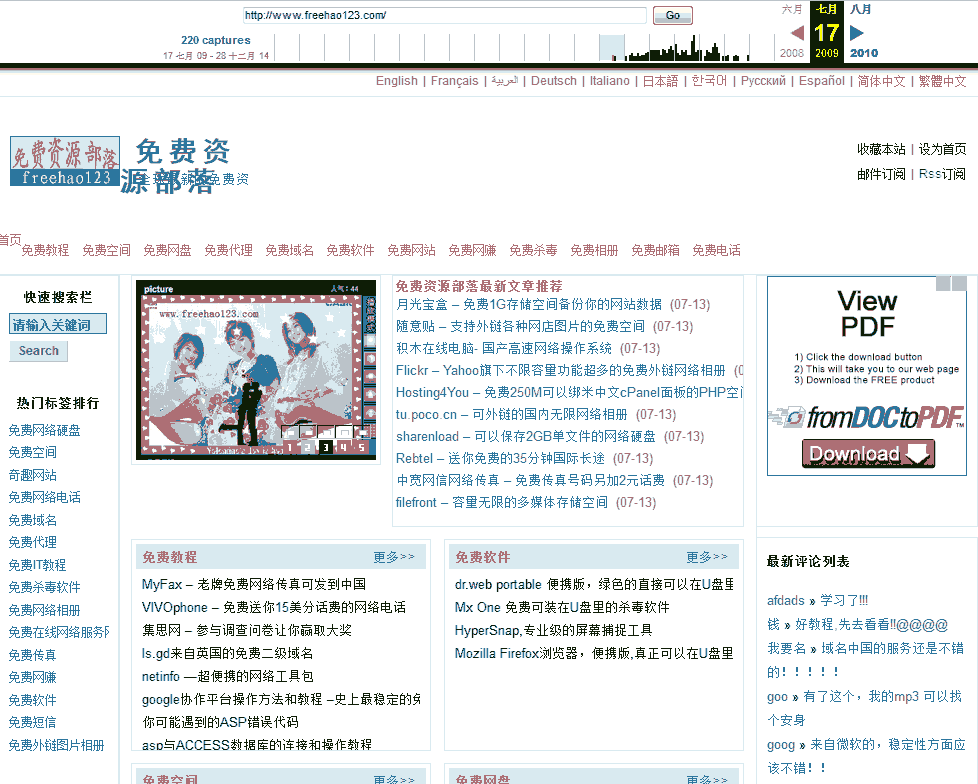 http://www.freehao123.com/ Go
六月 七月 八月
220 captures 17
17 七月 09 - 28 十二月 14
2008 2009 2010
English | Français | العربية | Deutsch | Italiano | 日本語 | 한국어 | Русский | Español | 简体中文 | 繁體中文
免费资源部落
freehao123
免费资
源部落
免费资
收藏本站 | 设为首页
邮件订阅 | Rss订阅
首页
免费教程 免费空间 免费网盘 免费代理 免费域名 免费软件 免费网站 免费网赚 免费杀毒 免费相册 免费邮箱 免费电话
快速搜索栏
请输入关键词
Search
热门标签排行
免费网络硬盘
免费空间
奇趣网站
免费网络电话
免费域名
免费代理
免费IT教程
免费杀毒软件
免费网络相册
免费在线网络服务
免费传真
免费网赚
免费软件
免费短信
免费外链图片相册
picture 人气：44
www.freehao123.com
1 2 3 4 5
免费资源部落最新文章推荐
月光宝盒 – 免费1G存储空间备份你的网站数据 (07-13)
随意贴 – 支持外链各种网店图片的免费空间 (07-13)
积木在线电脑- 国产高速网络操作系统 (07-13)
Flickr – Yahoo旗下不限容量功能超多的免费外链网络相册 (0
Hosting4You – 免费250M可以绑米中文cPanel面板的PHP空
tu.poco.cn – 可外链的国内无限网络相册 (07-13)
sharenload – 可以保存2GB单文件的网络硬盘 (07-13)
Rebtel – 送你免费的35分钟国际长途 (07-13)
中宽网信网络传真 – 免费传真号码另加2元话费 (07-13)
filefront – 容量无限的多媒体存储空间 (07-13)
View
PDF
1) Click the download button
2) This will take you to our web page
3) Download the FREE product
fromDOCtoPDF™
Download
免费教程 更多>>
MyFax – 老牌免费网络传真可发到中国
VIVOphone – 免费送你15美分话费的网络电话
集思网 – 参与调查问卷让你赢取大奖
Is.gd来自英国的免费二级域名
netinfo —超便携的网络工具包
google协作平台操作方法和教程 –史上最稳定的免
你可能遇到的ASP错误代码
asp与ACCESS数据库的连接和操作教程
免费软件 更多>>
dr.web portable 便携版，绿色的直接可以在U盘里
Mx One 免费可装在U盘里的杀毒软件
HyperSnap,专业级的屏幕捕捉工具
Mozilla Firefox浏览器，便携版,真正可以在U盘里
最新评论列表
afdads » 学习了!!!
钱 » 好教程,先去看看!!@@@@
我要名 » 域名中国的服务还是不错
的！！！！！
goo » 有了这个，我的mp3 可以找
个安身
goog » 来自微软的，稳定性方面应
该不错！！
免费空间 更多>>
免费网盘 更多>>